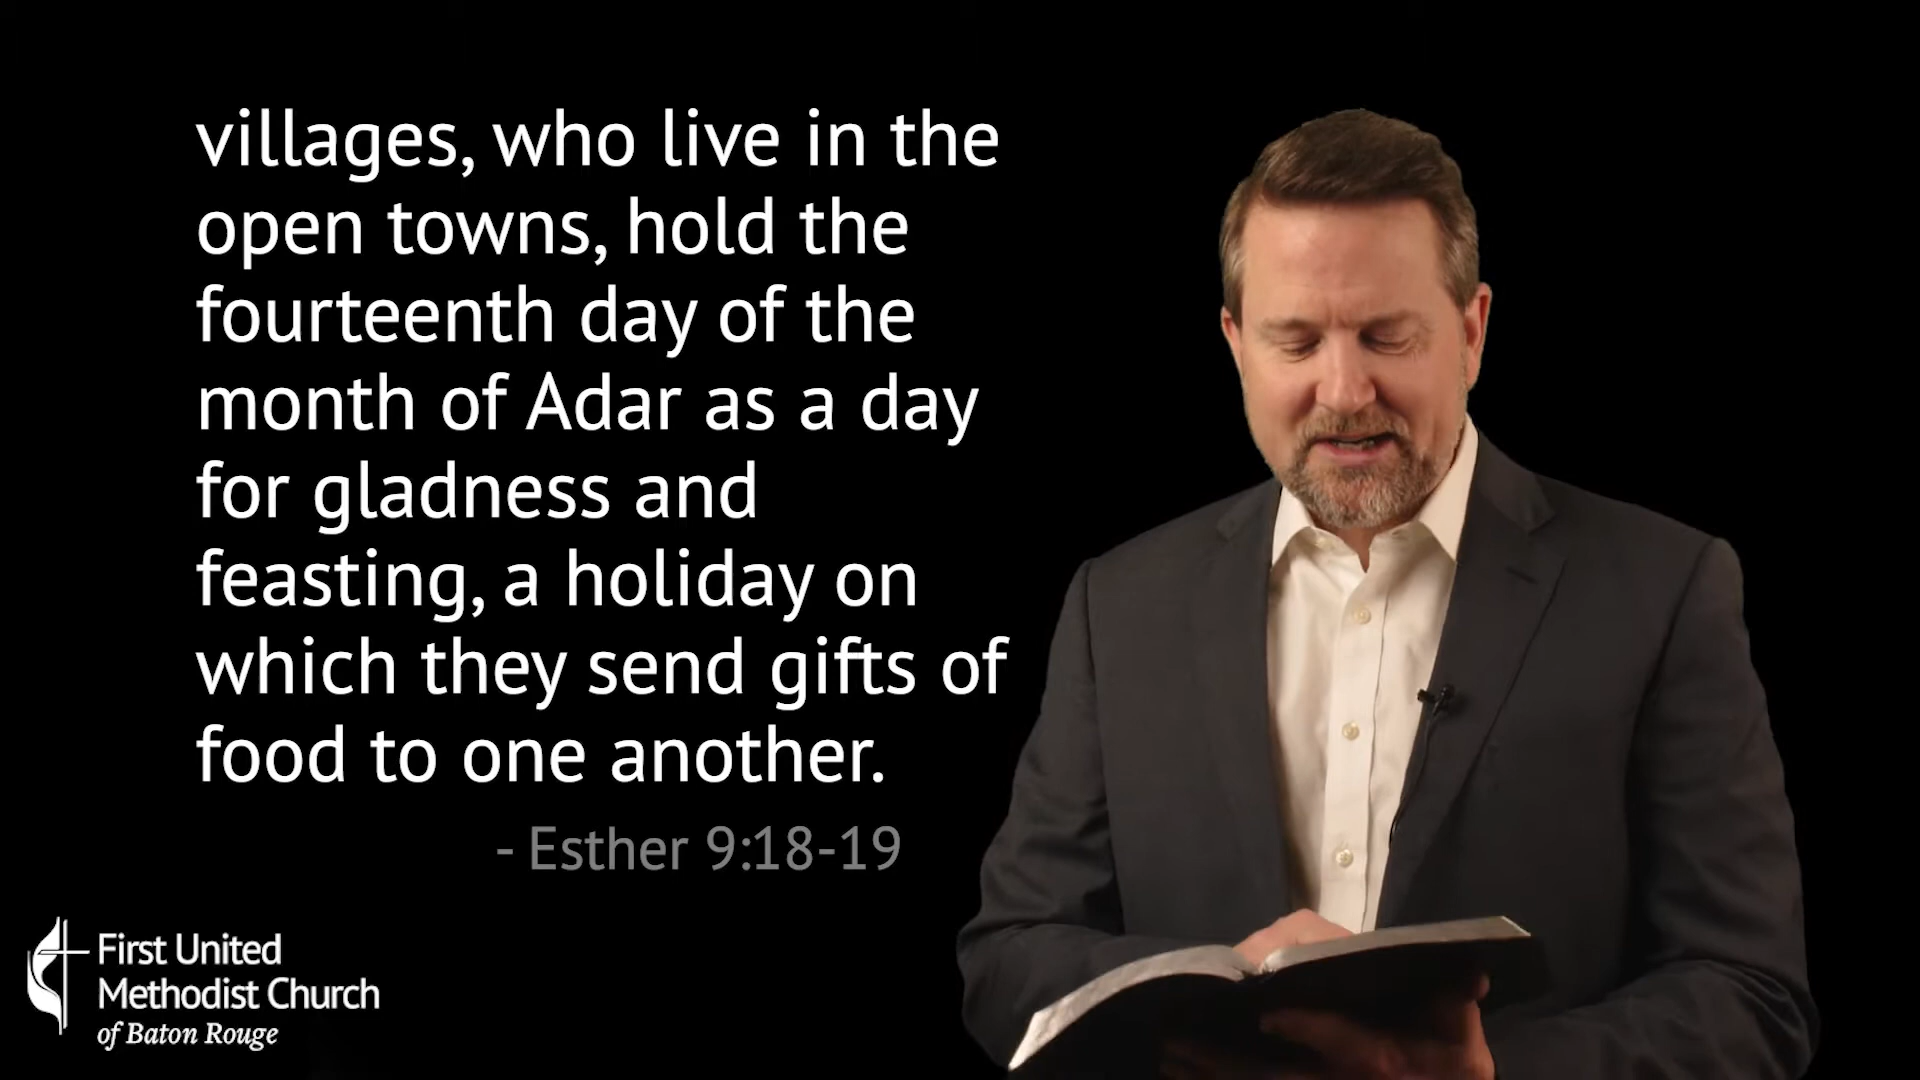 villages, who live in the
open towns, hold the
fourteenth day of the
month of Adar as a day
for gladness and
feasting, a holiday on
which they send gifts of
food to one another.
- Esther 9:18-19
First United
Methodist Church
of Baton Rouge